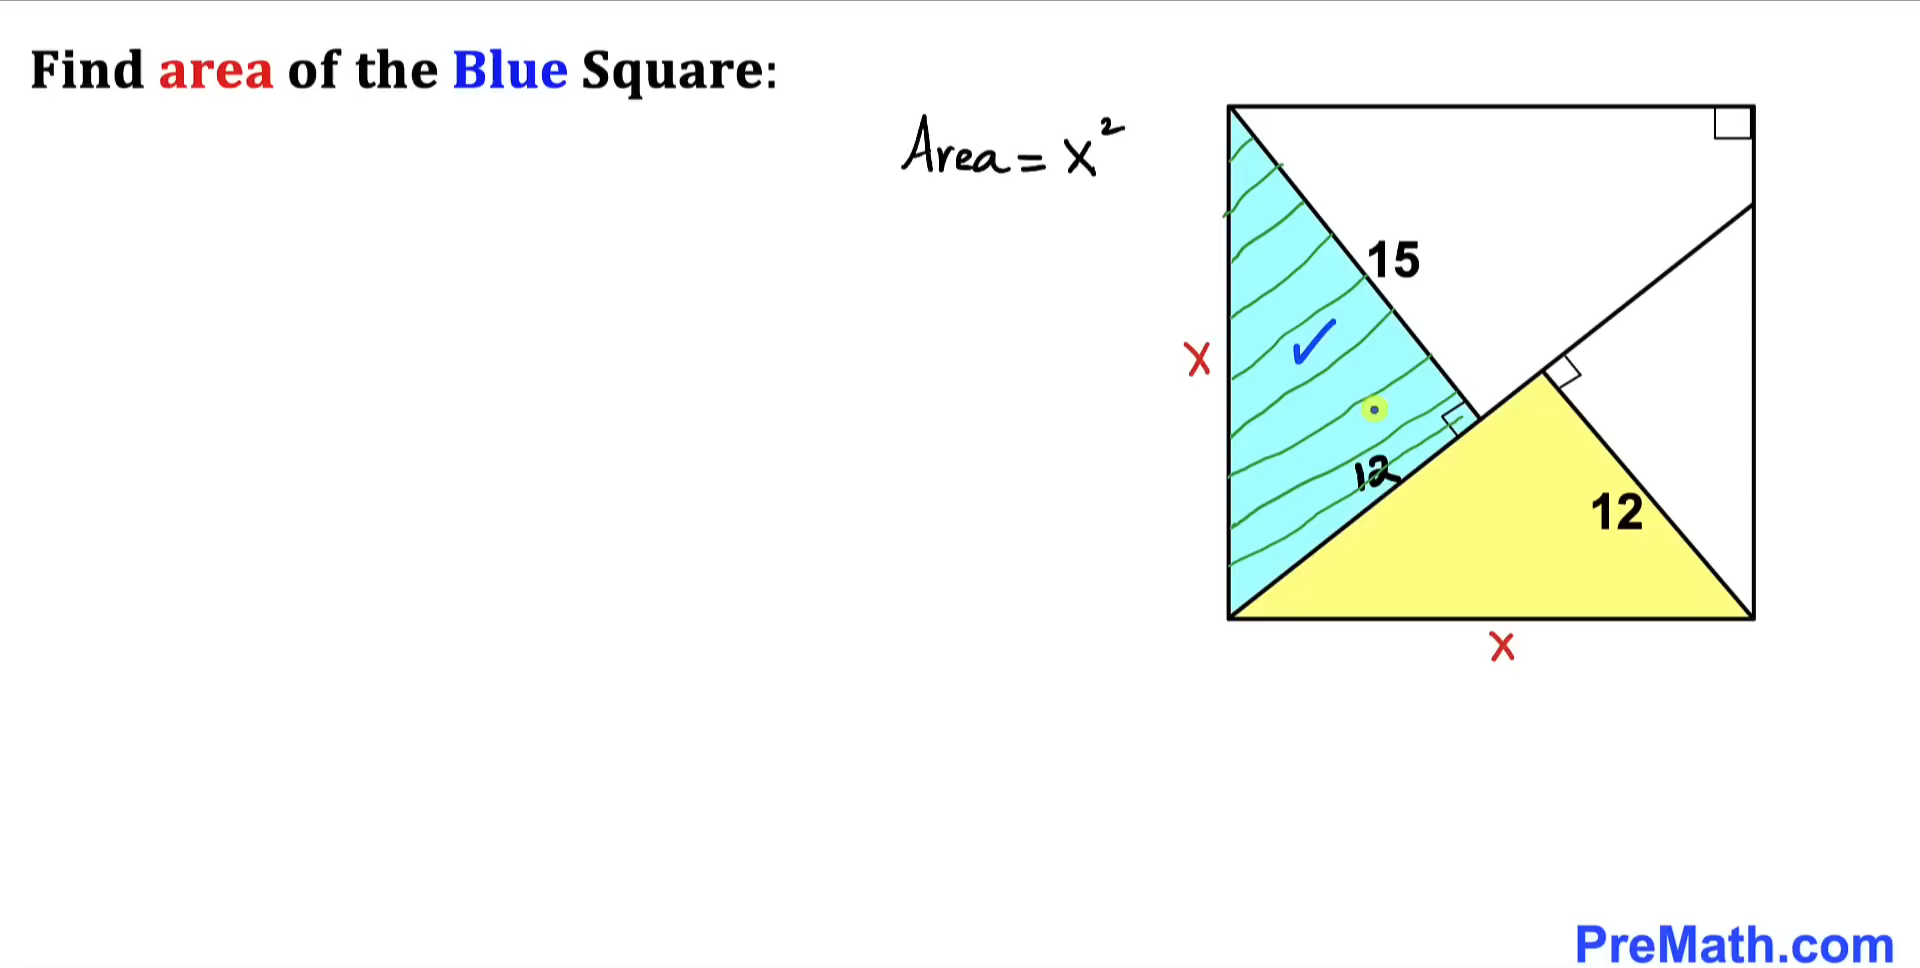 Find area of the Blue Square:
Area = x²
15
x
12
12
x
PreMath.com